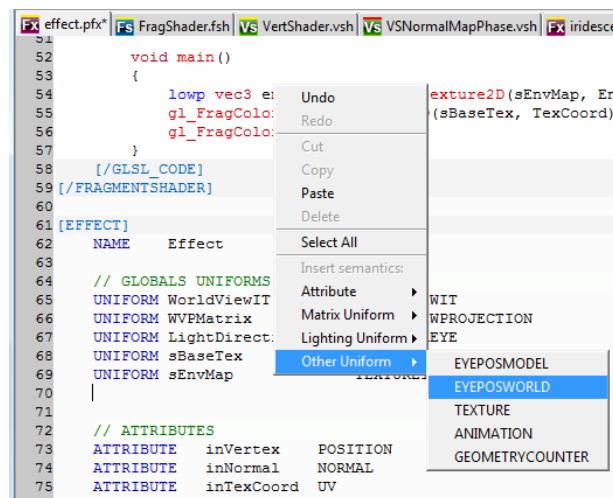 effect.pfx* FragShader.fsh VertShader.vsh VSNormalMapPhase.vsh iridesce
51
52 void main()
53 {
54 lowp vec3 en exture2D(sEnvMap, En
55 gl_FragColo (sBaseTex, TexCoord)
56 gl_FragColo
57 }
58 [/GLSL_CODE]
59 [/FRAGMENTSHADER]
60
61 [EFFECT]
62 NAME Effect
63
64 // GLOBALS UNIFORMS
65 UNIFORM WorldViewIT WIT
66 UNIFORM WVPMatrix WPROJECTION
67 UNIFORM LightDirect EYE
68 UNIFORM sBaseTex
69 UNIFORM sEnvMap
70
71
72 // ATTRIBUTES
73 ATTRIBUTE inVertex POSITION
74 ATTRIBUTE inNormal NORMAL
75 ATTRIBUTE inTexCoord UV
Undo
Redo
Cut
Copy
Paste
Delete
Select All
Insert semantics:
Attribute
Matrix Uniform
Lighting Uniform
Other Uniform
EYEPOSMODEL
EYEPOSWORLD
TEXTURE
ANIMATION
GEOMETRYCOUNTER